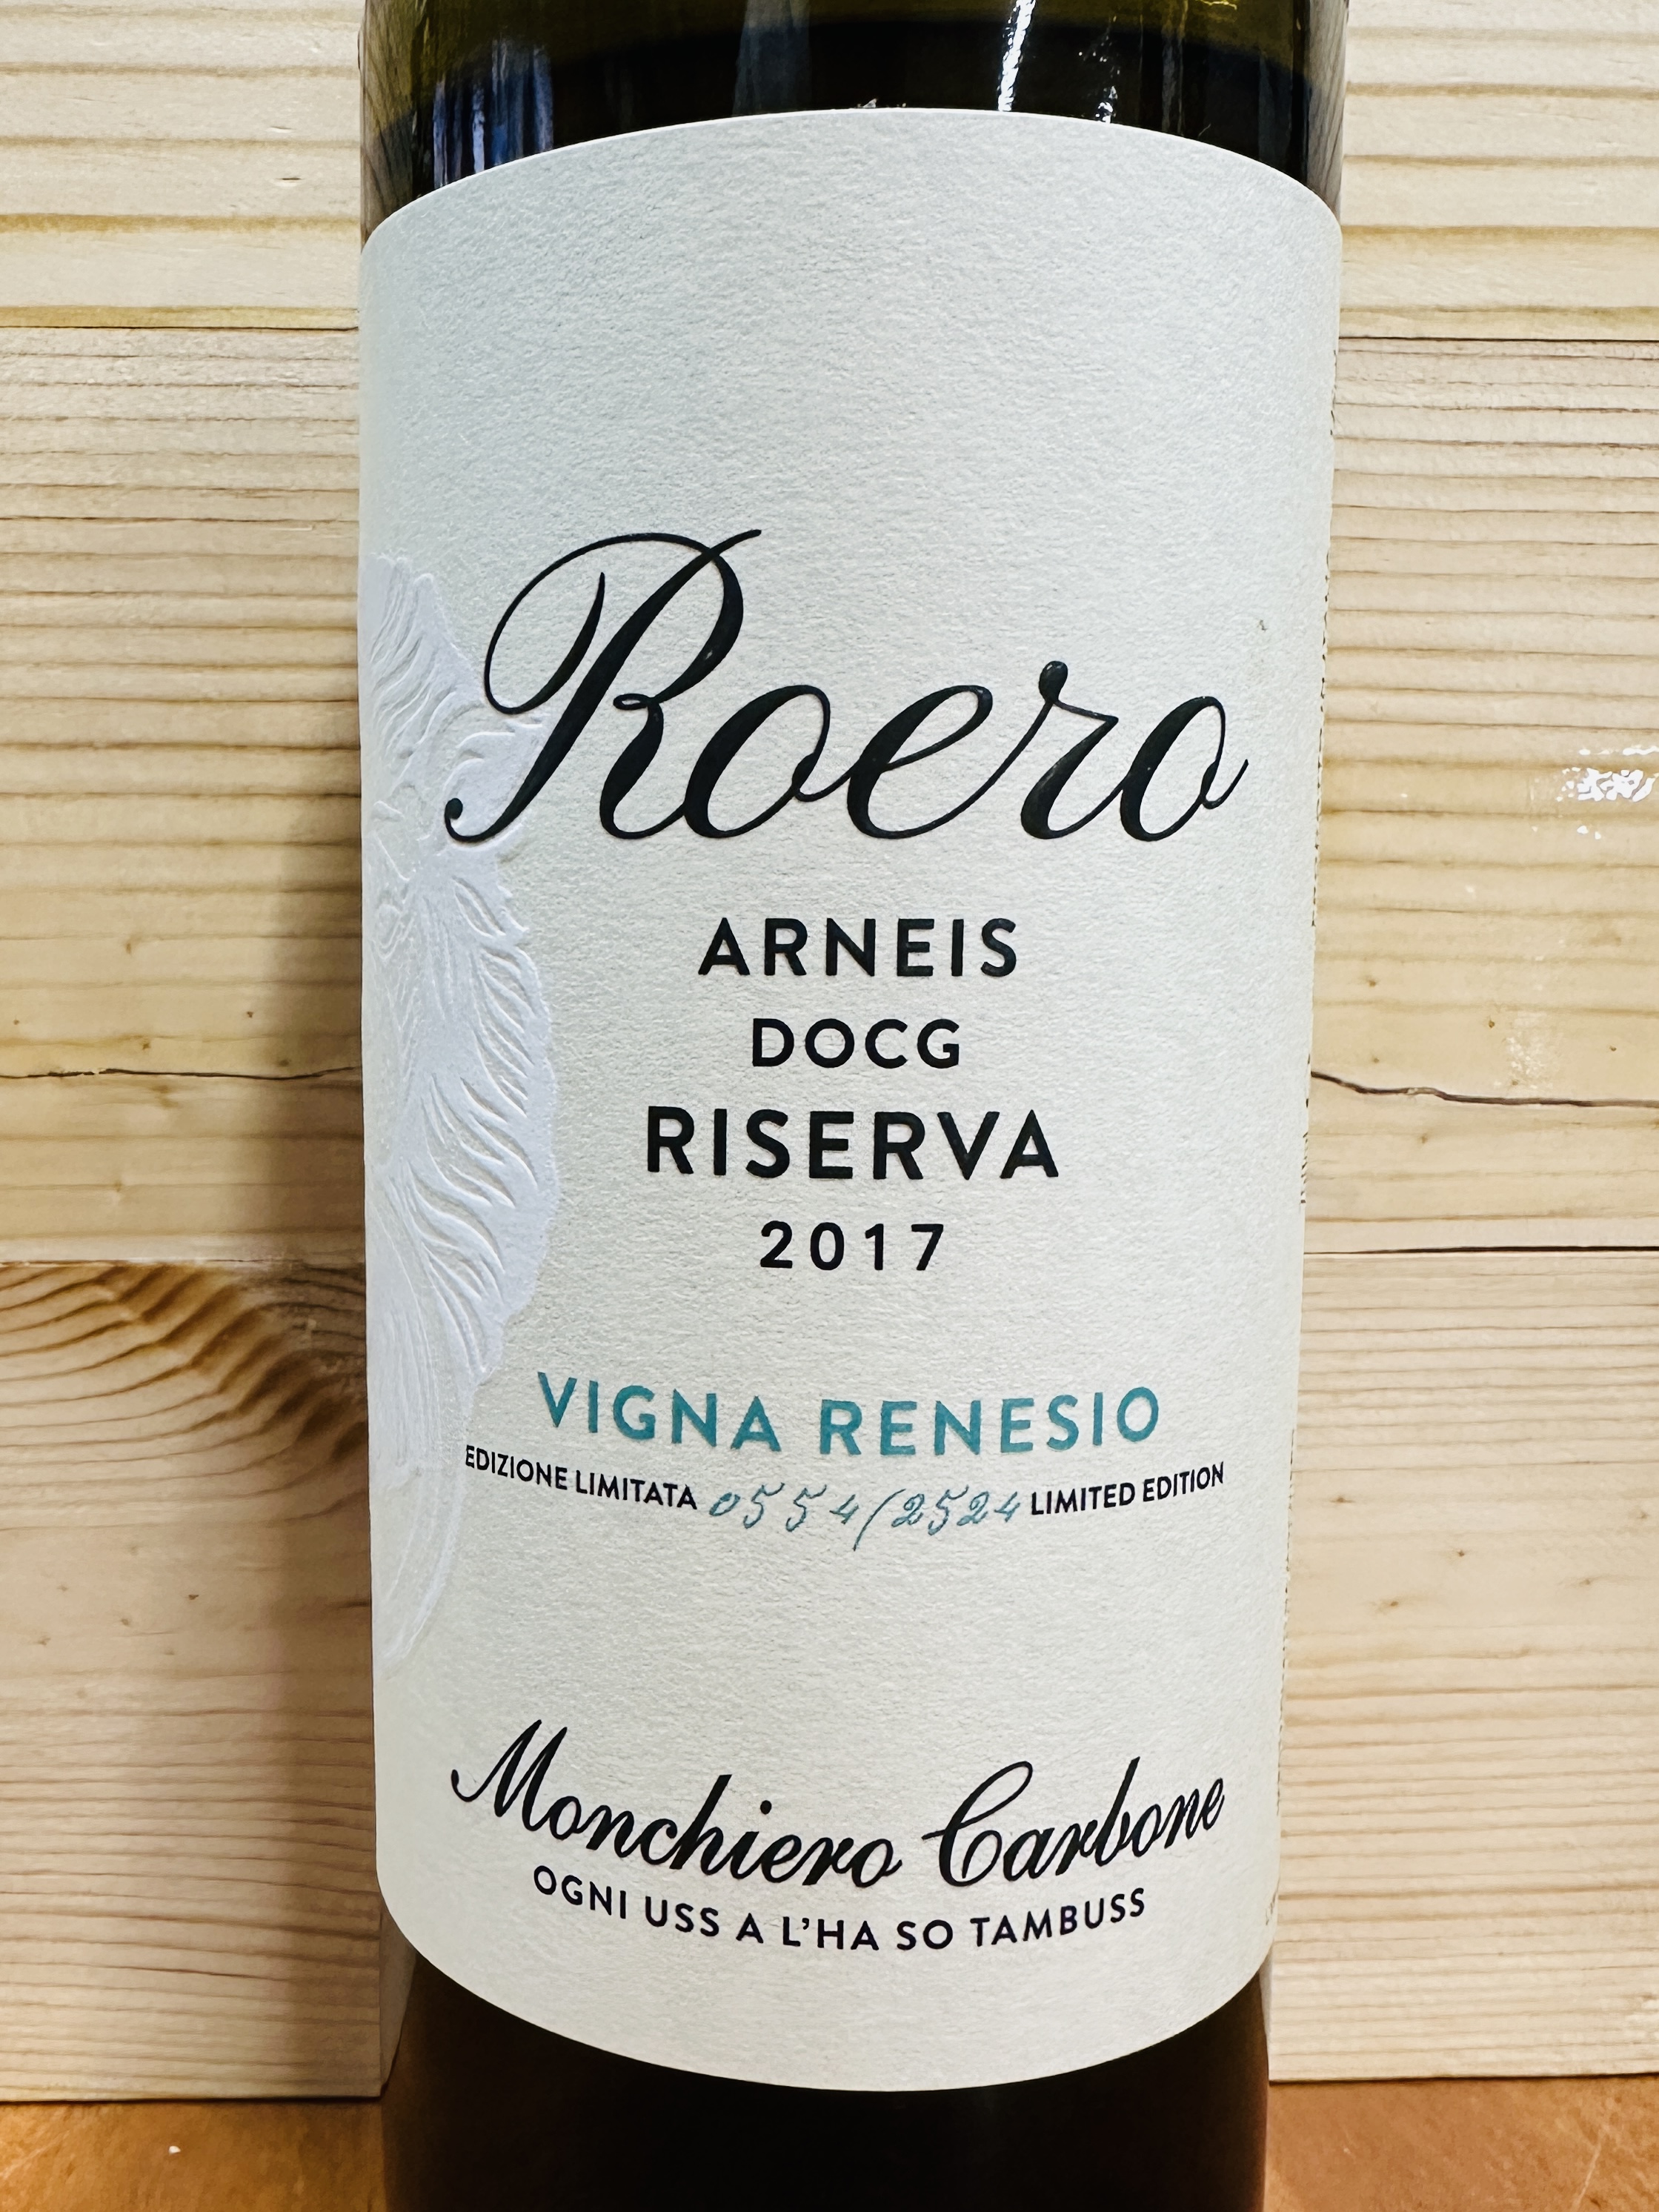 Roero
ARNEIS
DOCG
RISERVA
2017
VIGNA RENESIO
EDIZIONE LIMITATA 0554/2524 LIMITED EDITION
Monchiero Carbone
OGNI USS A L'HA SO TAMBUSS